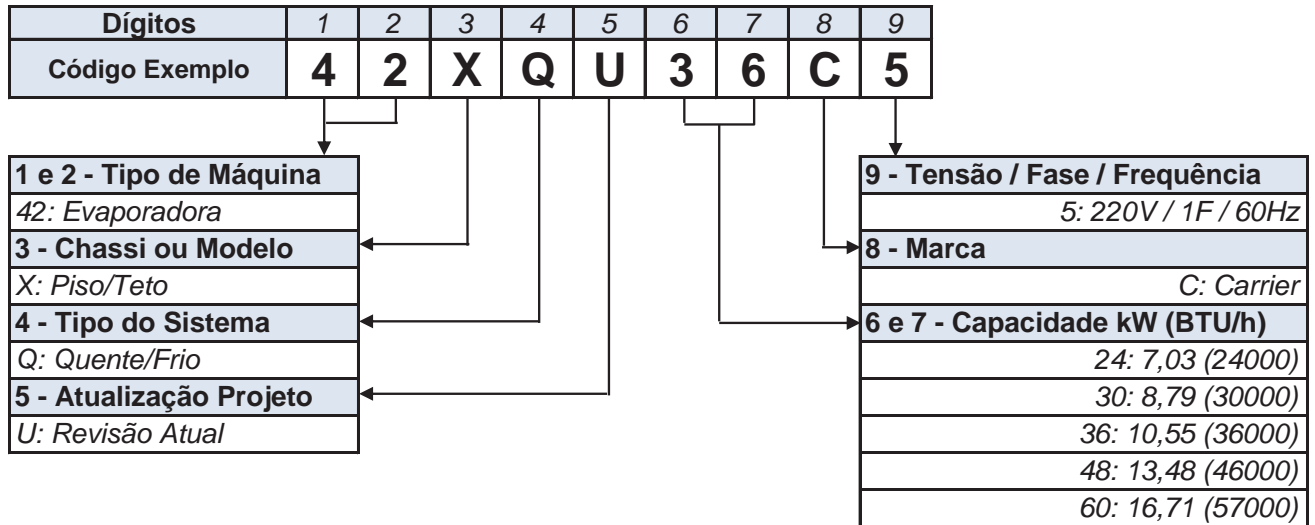 Dígitos 1 2 3 4 5 6 7 8 9
Código Exemplo 4 2 X Q U 3 6 C 5
1 e 2 - Tipo de Máquina
42: Evaporadora
3 - Chassi ou Modelo
X: Piso/Teto
4 - Tipo do Sistema
Q: Quente/Frio
5 - Atualização Projeto
U: Revisão Atual
9 - Tensão / Fase / Frequência
5: 220V / 1F / 60Hz
8 - Marca
C: Carrier
6 e 7 - Capacidade kW (BTU/h)
24: 7,03 (24000)
30: 8,79 (30000)
36: 10,55 (36000)
48: 13,48 (46000)
60: 16,71 (57000)